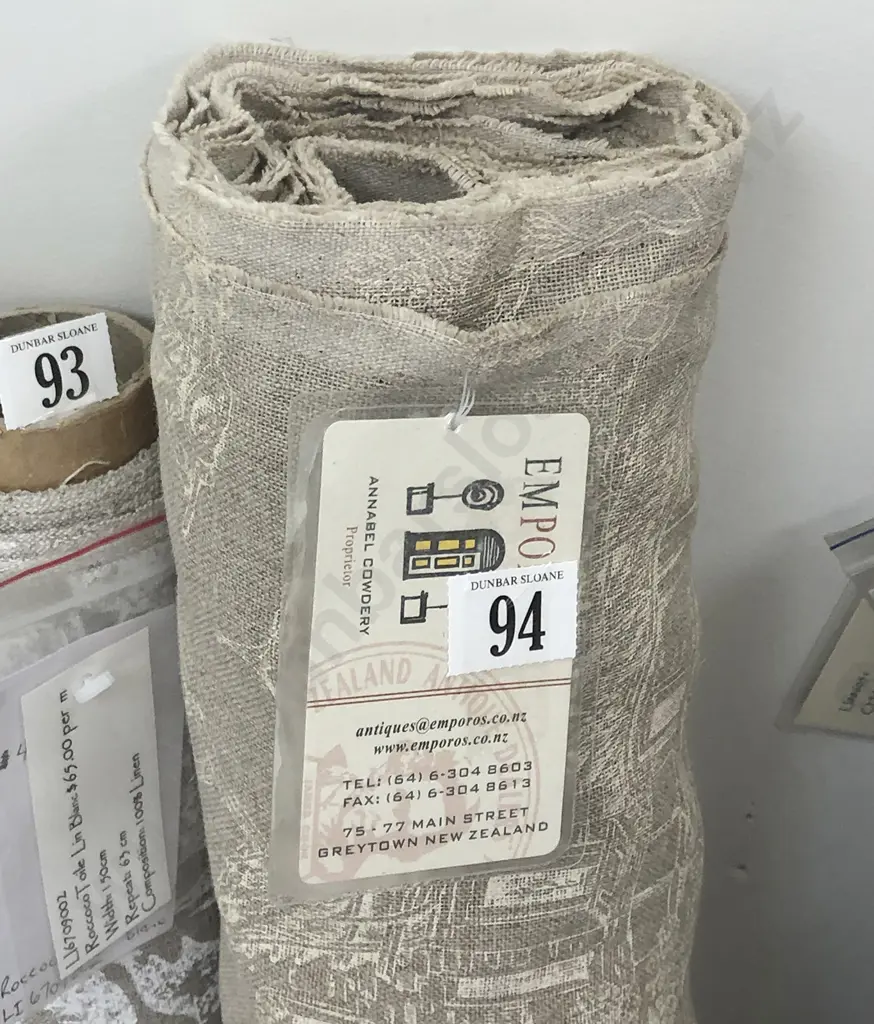 DUNBAR SLOANE
93
EMPO
ANNABEL COWDERY
Proprietor
DUNBAR SLOANE
94
ZEALAND
antiques@emporos.co.nz
www.emporos.co.nz
TEL: (64) 6-304 8603
FAX: (64) 6-304 8613
75 - 77 MAIN STREET
GREYTOWN NEW ZEALAND
LI6709002
Roccoco Toile Lin Blanc $65.00 per m
Width: 150cm
Repeat: 63 cm
Composition: 100% Linen